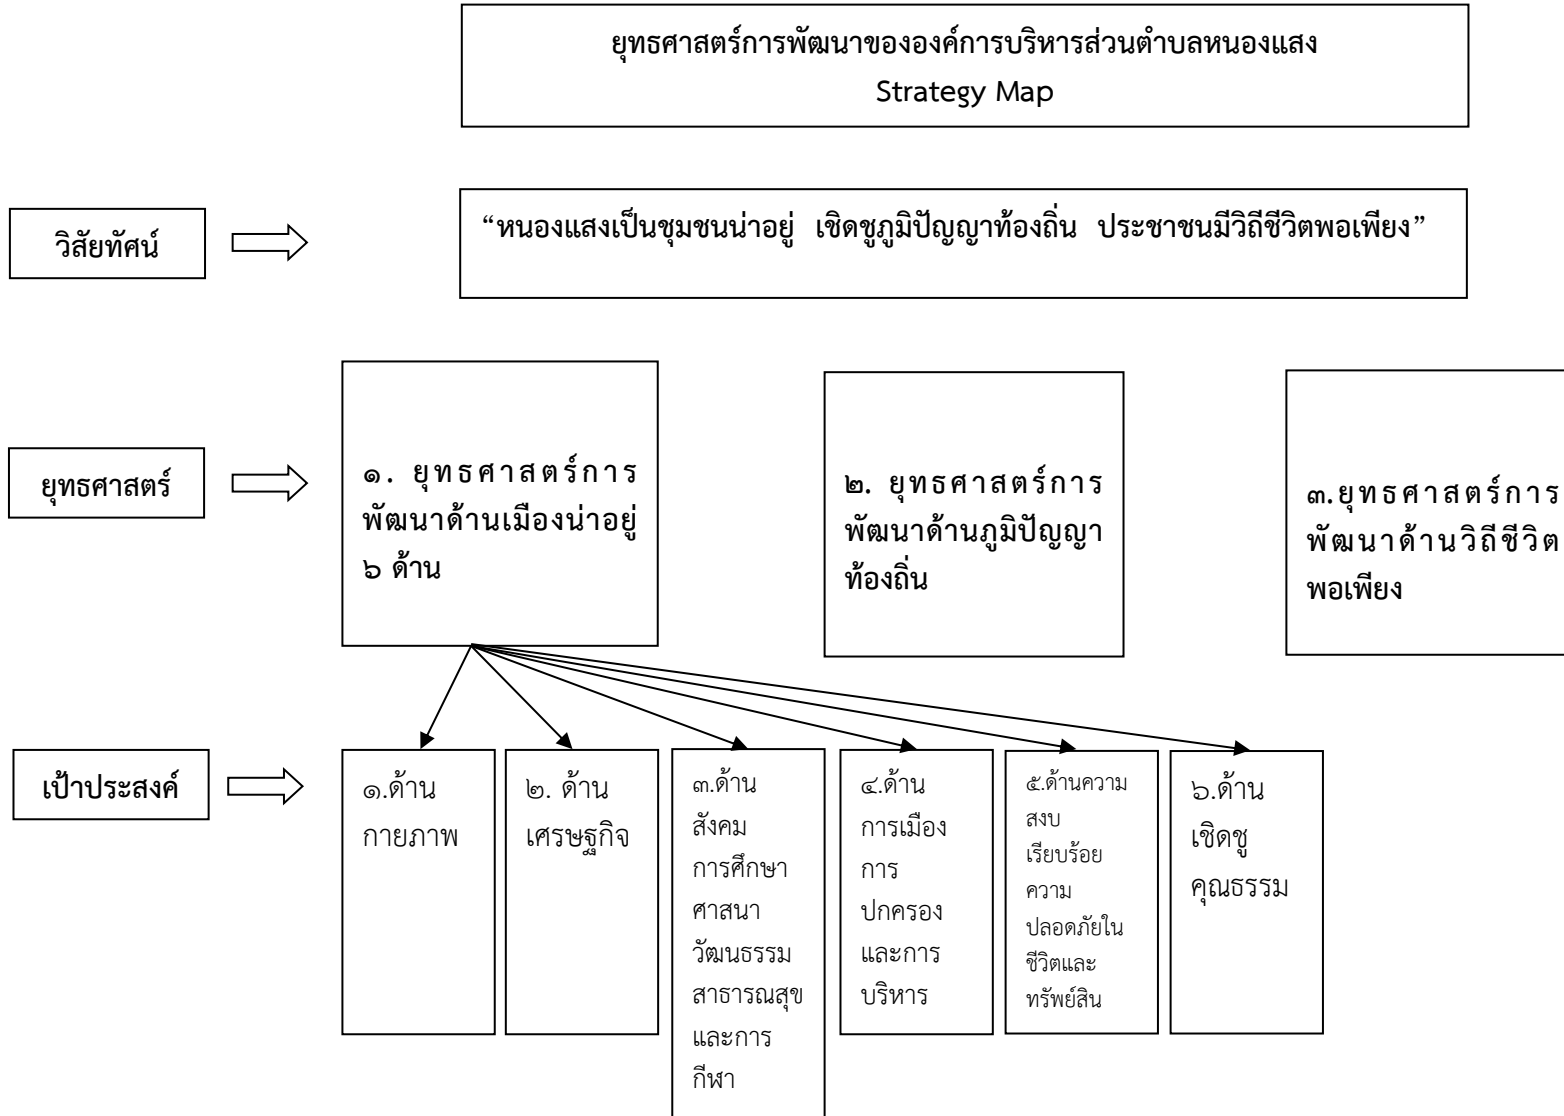 ยุทธศาสตร์การพัฒนาขององค์การบริหารส่วนตำบลหนองแสง
Strategy Map
วิสัยทัศน์
“หนองแสงเป็นชุมชนน่าอยู่ เชิดชูภูมิปัญญาท้องถิ่น ประชาชนมีวิถีชีวิตพอเพียง”
ยุทธศาสตร์
๑. ยุทธศาสตร์การ
พัฒนาด้านเมืองน่าอยู่
๖ ด้าน
๒. ยุทธศาสตร์การ
พัฒนาด้านภูมิปัญญา
ท้องถิ่น
๓.ยุทธศาสตร์การ
พัฒนาด้านวิถีชีวิต
พอเพียง
เป้าประสงค์
๑.ด้าน
กายภาพ
๒. ด้าน
เศรษฐกิจ
๓.ด้าน
สังคม
การศึกษา
ศาสนา
วัฒนธรรม
สาธารณสุข
และการ
กีฬา
๔.ด้าน
การเมือง
การ
ปกครอง
และการ
บริหาร
๕.ด้านความ
สงบ
เรียบร้อย
ความ
ปลอดภัยใน
ชีวิตและ
ทรัพย์สิน
๖.ด้าน
เชิดชู
คุณธรรม